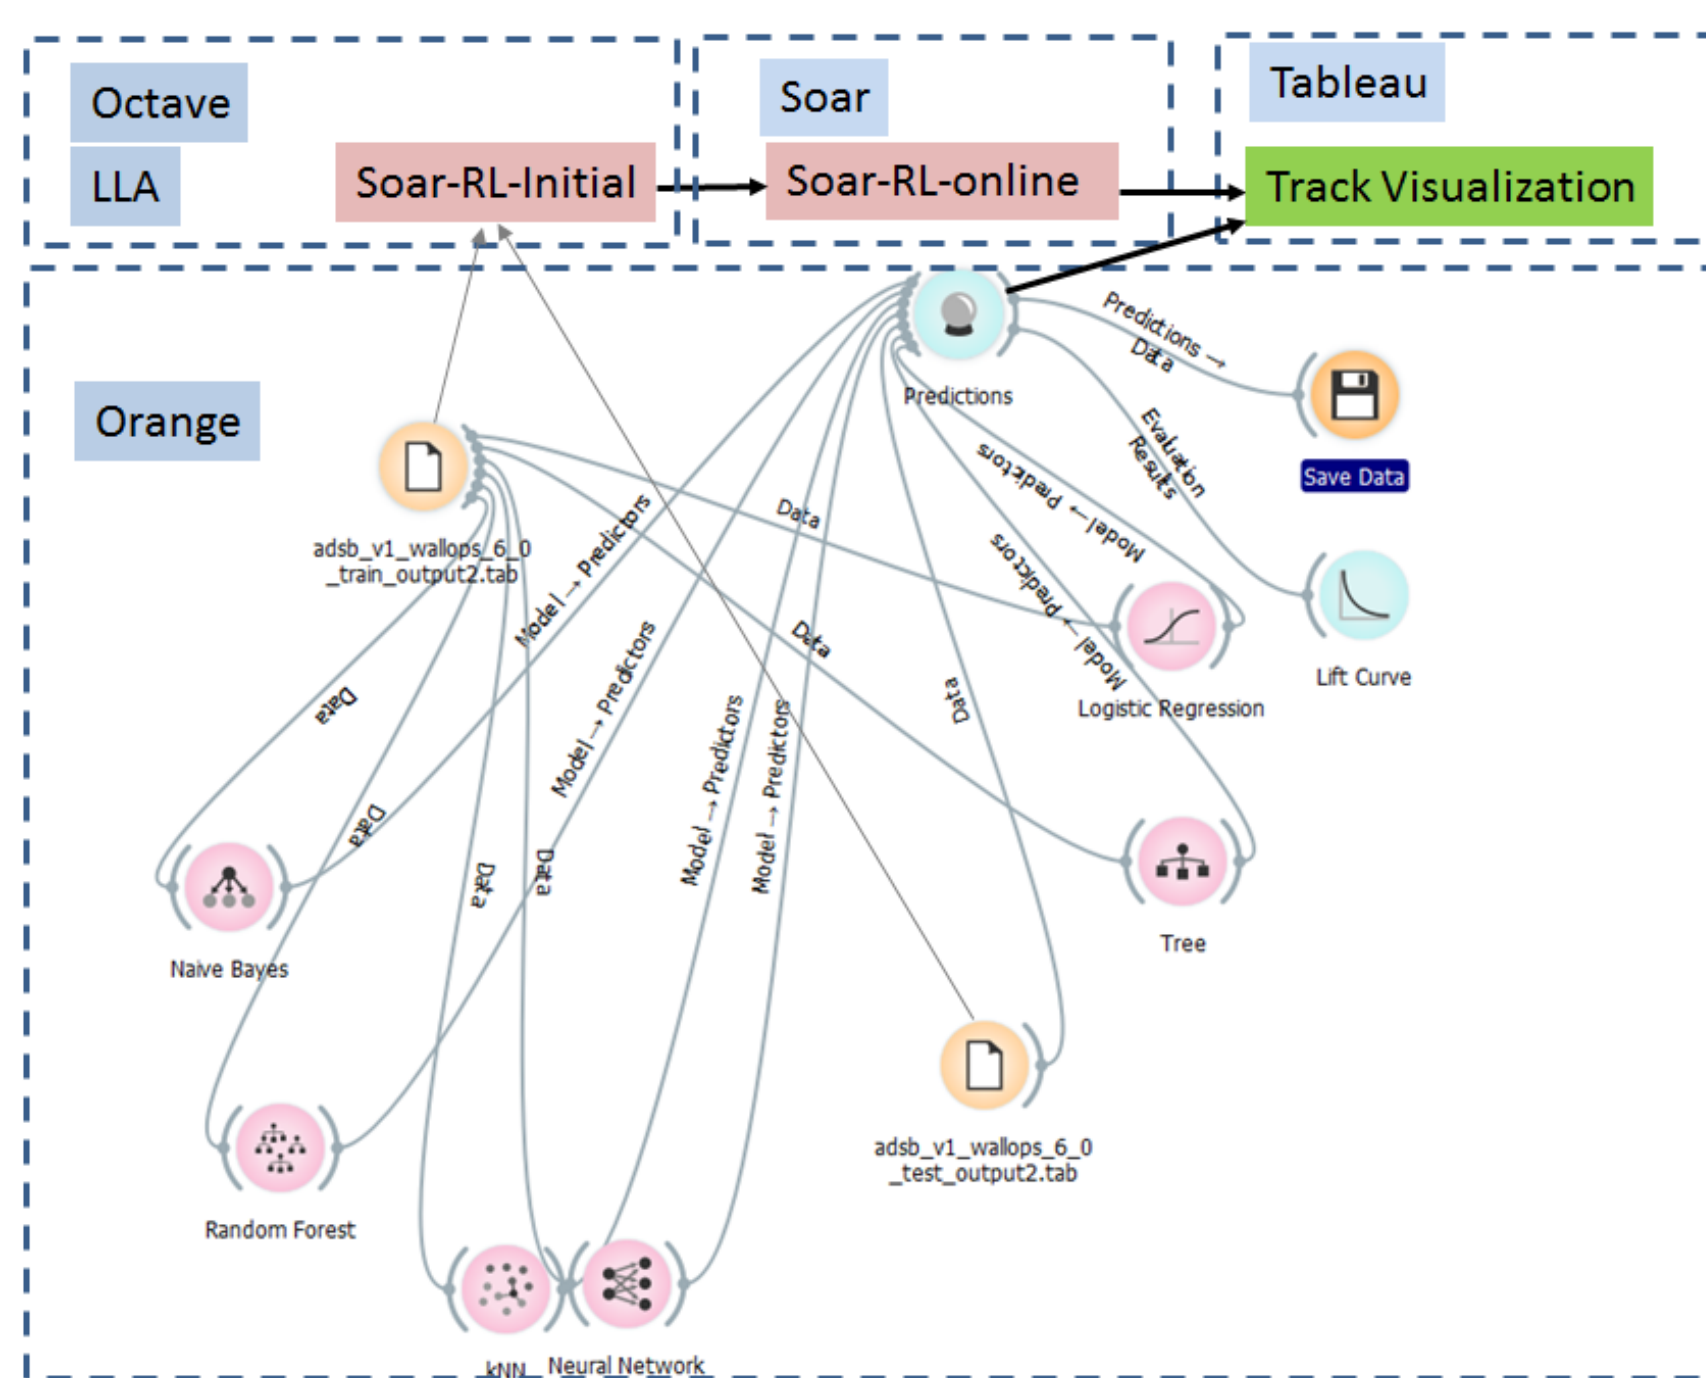 Octave
LLA
Soar-RL-Initial
Soar
Soar-RL-online
Tableau
Track Visualization
Orange
Predictions
Predictions → Data
Evaluation
Results
Save Data
Lift Curve
adsb_v1_wallops_6_0
_train_output2.tab
Data
Data
Data
Data
Data
Data
Data
Model → Predictors
Model → Predictors
Model → Predictors
Model → Predictors
Model → Predictors
Model → Predictors
Logistic Regression
Tree
Naive Bayes
adsb_v1_wallops_6_0
_test_output2.tab
Random Forest
kNN
Neural Network